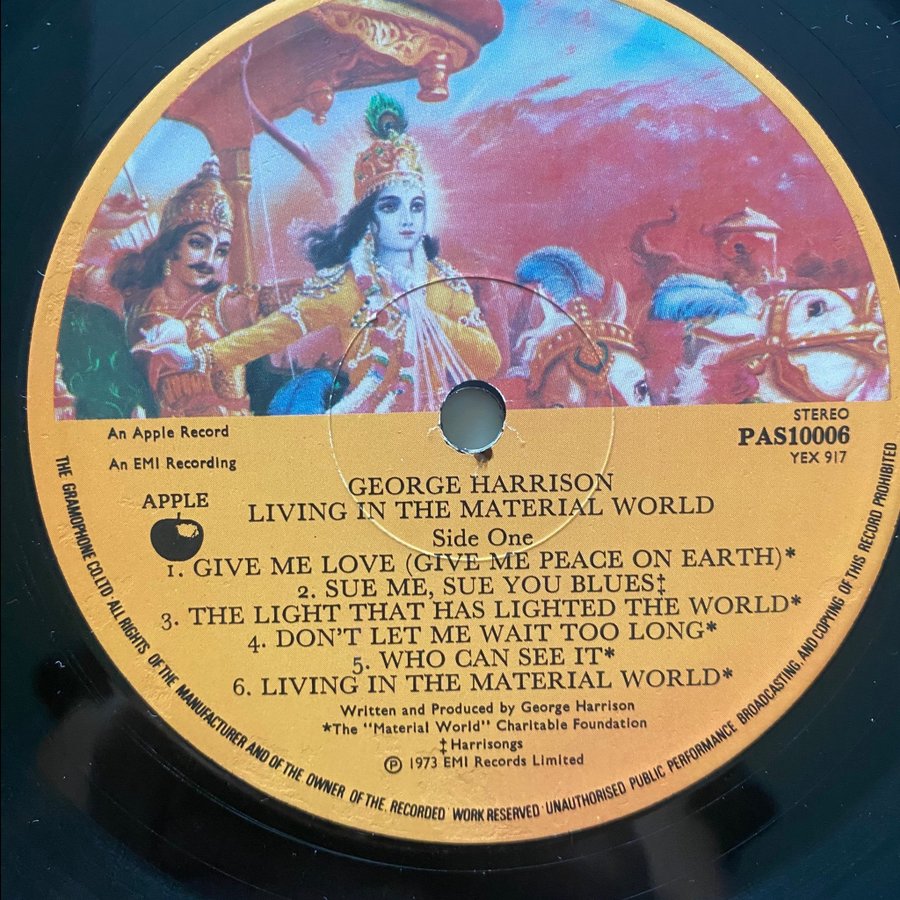 STEREO
PAS10006
YEX 917
An Apple Record
An EMI Recording
APPLE
GEORGE HARRISON
LIVING IN THE MATERIAL WORLD
Side One
1. GIVE ME LOVE (GIVE ME PEACE ON EARTH)*
2. SUE ME, SUE YOU BLUES‡
3. THE LIGHT THAT HAS LIGHTED THE WORLD*
4. DON'T LET ME WAIT TOO LONG*
5. WHO CAN SEE IT*
6. LIVING IN THE MATERIAL WORLD*
Written and Produced by George Harrison
*The "Material World" Charitable Foundation
‡Harrisongs
℗ 1973 EMI Records Limited
THE GRAMOPHONE CO. LTD· ALL RIGHTS OF THE MANUFACTURER AND OF THE OWNER OF THE RECORDED WORK RESERVED· UNAUTHORISED PUBLIC PERFORMANCE BROADCASTING AND COPYING OF THIS RECORD PROHIBITED